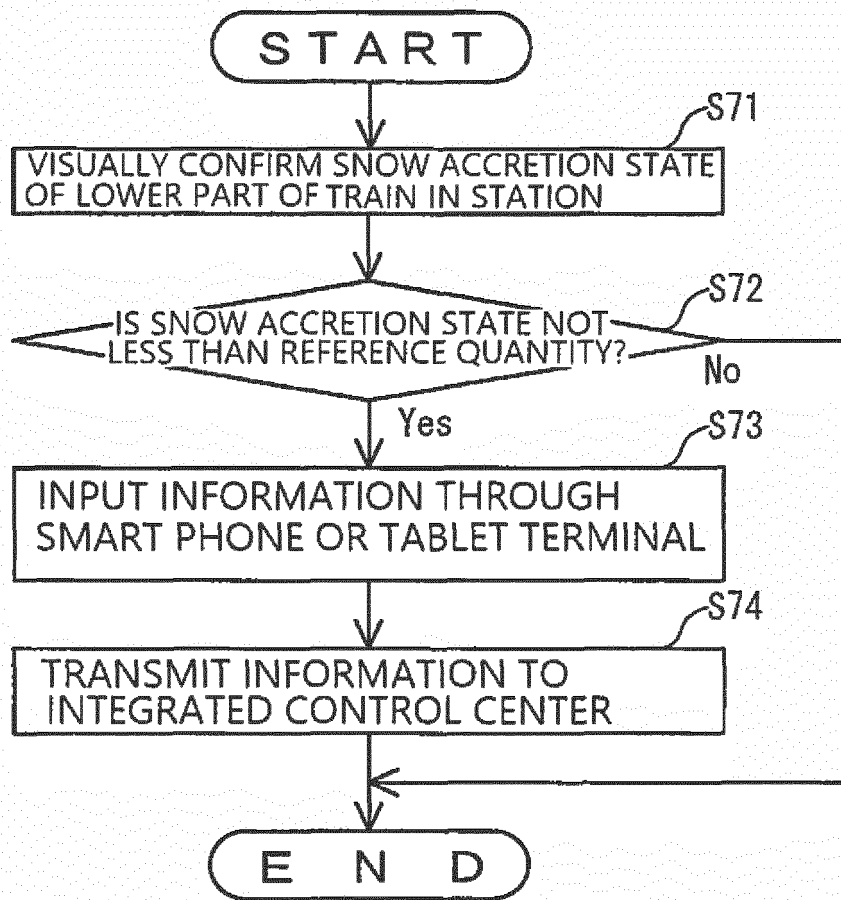 START
S71
VISUALLY CONFIRM SNOW ACCRETION STATE
OF LOWER PART OF TRAIN IN STATION
S72
IS SNOW ACCRETION STATE NOT
LESS THAN REFERENCE QUANTITY?
No
Yes
S73
INPUT INFORMATION THROUGH
SMART PHONE OR TABLET TERMINAL
S74
TRANSMIT INFORMATION TO
INTEGRATED CONTROL CENTER
END